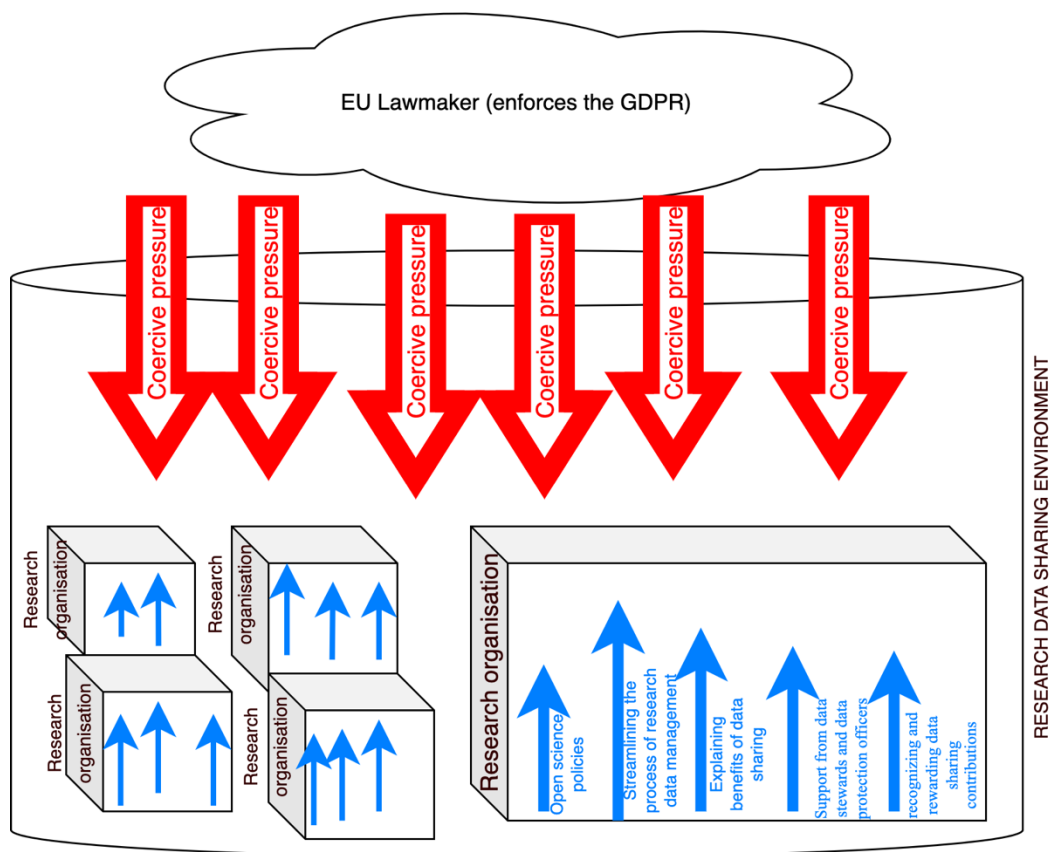 EU Lawmaker (enforces the GDPR)
Coercive pressure
Coercive pressure
Coercive pressure
Coercive pressure
Coercive pressure
Coercive pressure
RESEARCH DATA SHARING ENVIRONMENT
Research
organisation
Research
organisation
Research
organisation
Research
organisation
Research organisation
Open science
policies
Streamlining the
process of research
data management
Explaining
benefits of data
sharing
Support from data
stewards and data
protection officers
recognizing and
rewarding data
sharing
contributions